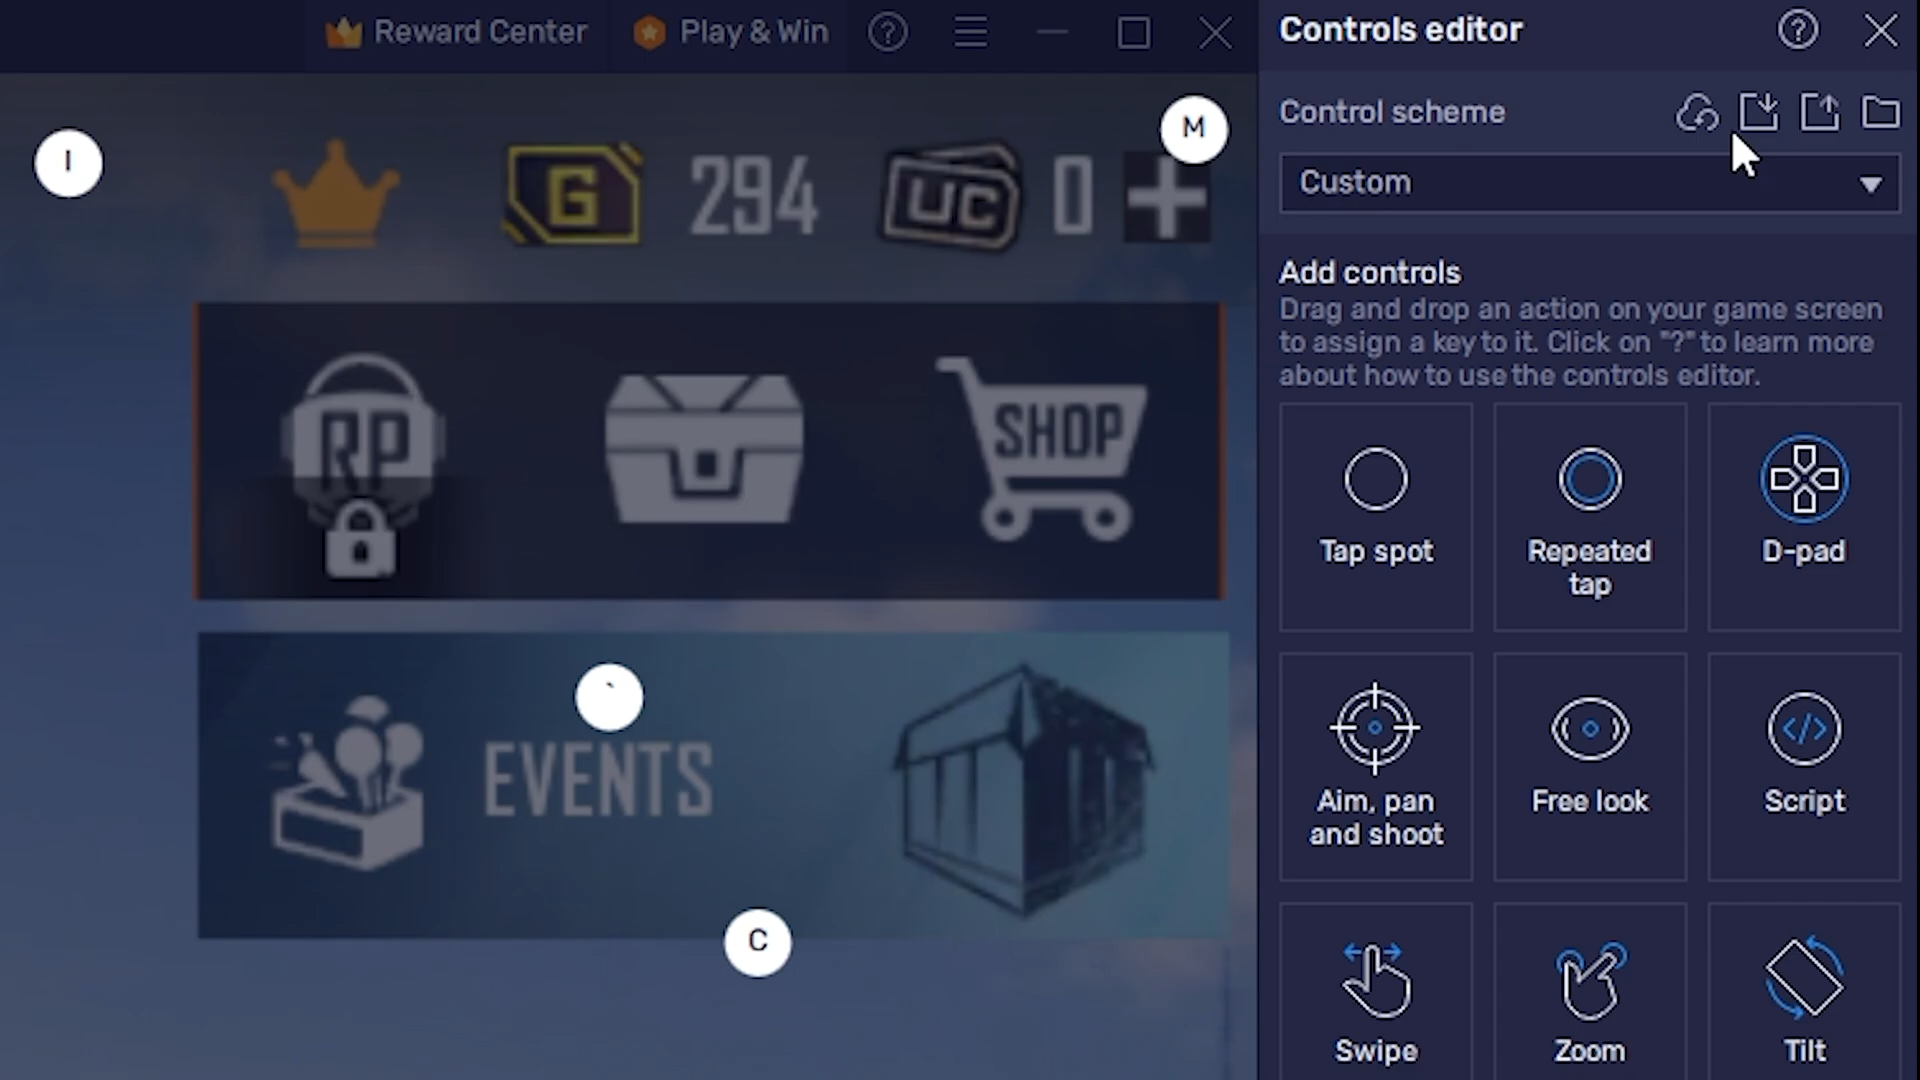 Reward Center
Play & Win
?
Controls editor
?
Control scheme
Custom
I
M
G
294
UC
0
Add controls
Drag and drop an action on your game screen
to assign a key to it. Click on "?" to learn more
about how to use the controls editor.
RP
SHOP
Tap spot
Repeated
tap
D-pad
`
EVENTS
</>
Aim, pan
and shoot
Free look
Script
C
Swipe
Zoom
Tilt